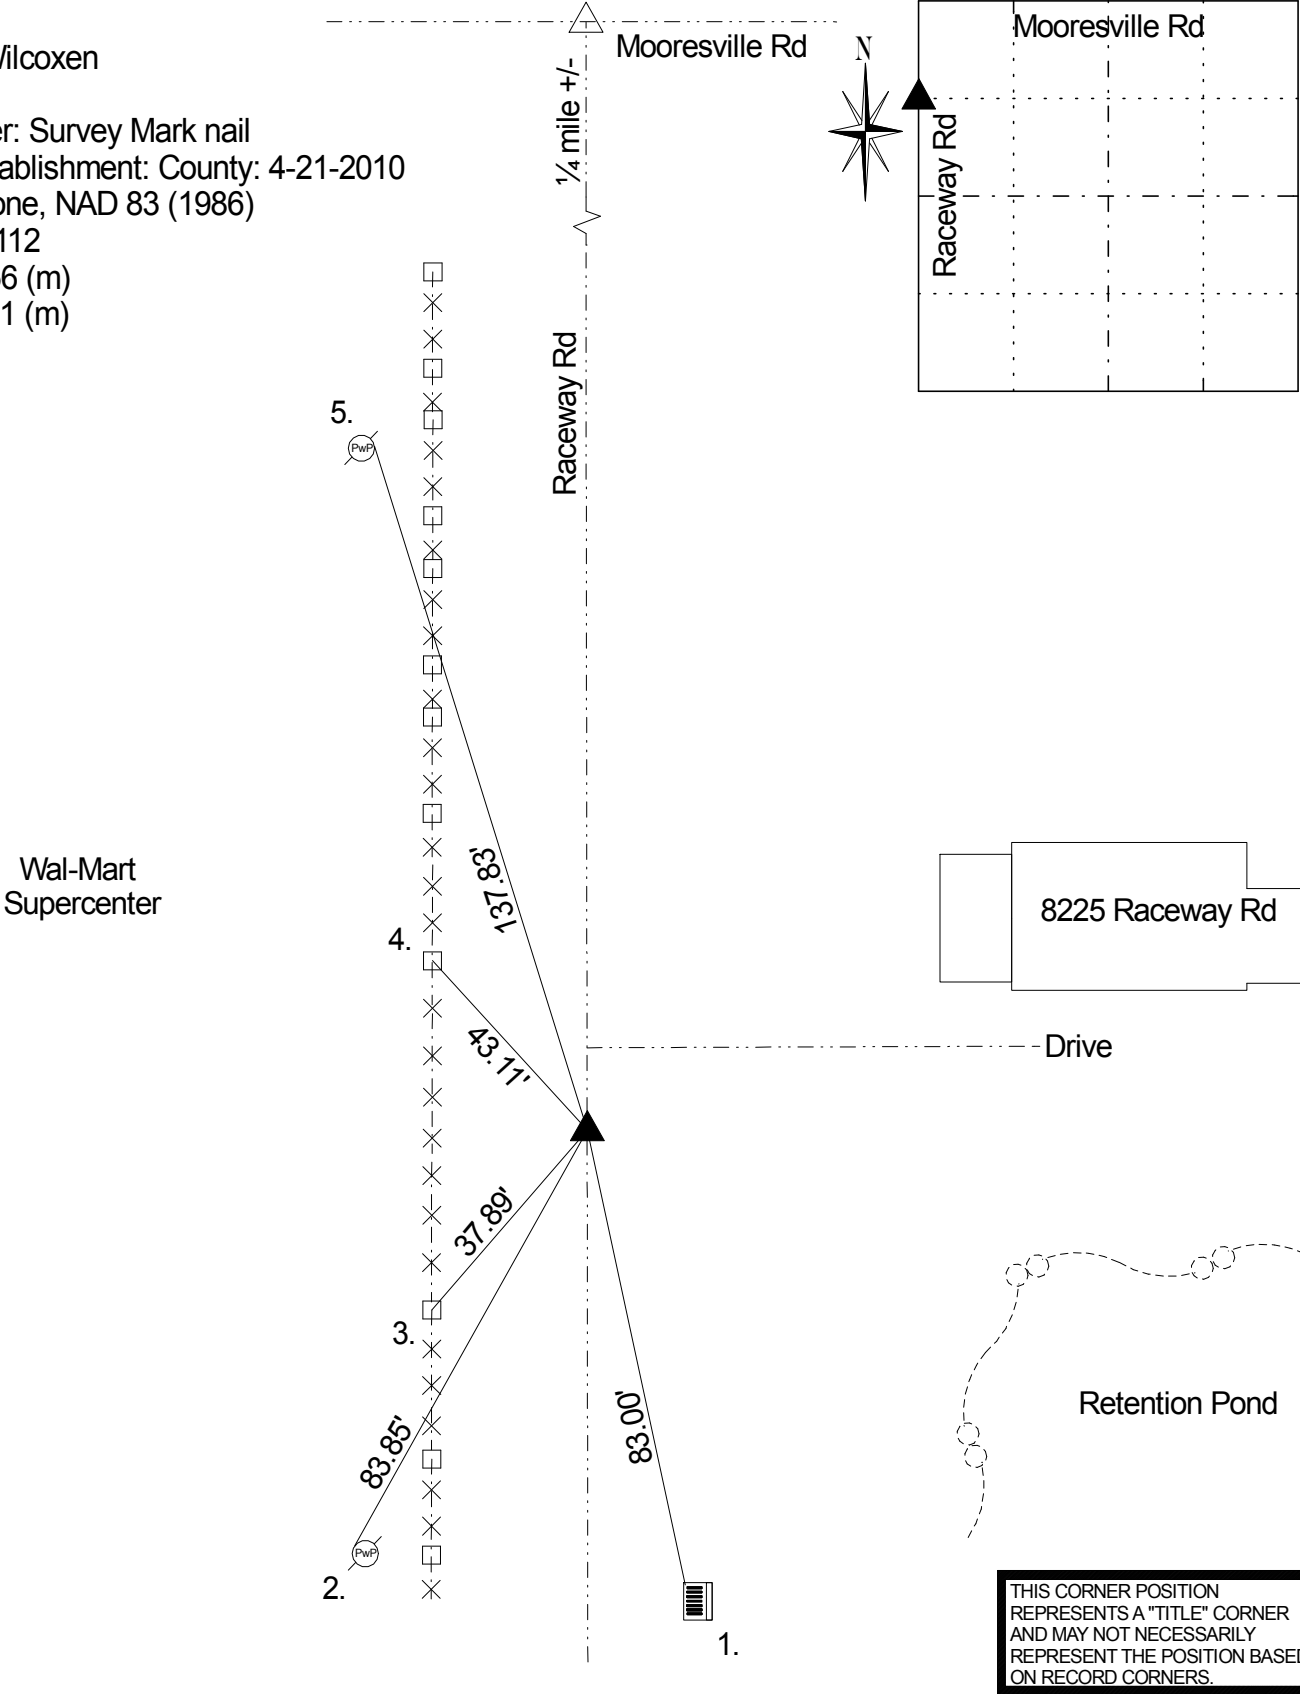 Mooresville Rd
Mooresville Rd
N
Wilcoxen
¼ mile +/-
er: Survey Mark nail
ablishment: County: 4-21-2010
one, NAD 83 (1986)
112
6 (m)
1 (m)
Raceway Rd
Raceway Rd
5.
PwP
137.83'
Wal-Mart
Supercenter
8225 Raceway Rd
4.
43.11'
Drive
37.89'
3.
83.85'
83.00'
Retention Pond
PwP
2.
1.
THIS CORNER POSITION
REPRESENTS A "TITLE" CORNER
AND MAY NOT NECESSARILY
REPRESENT THE POSITION BASED
ON RECORD CORNERS.